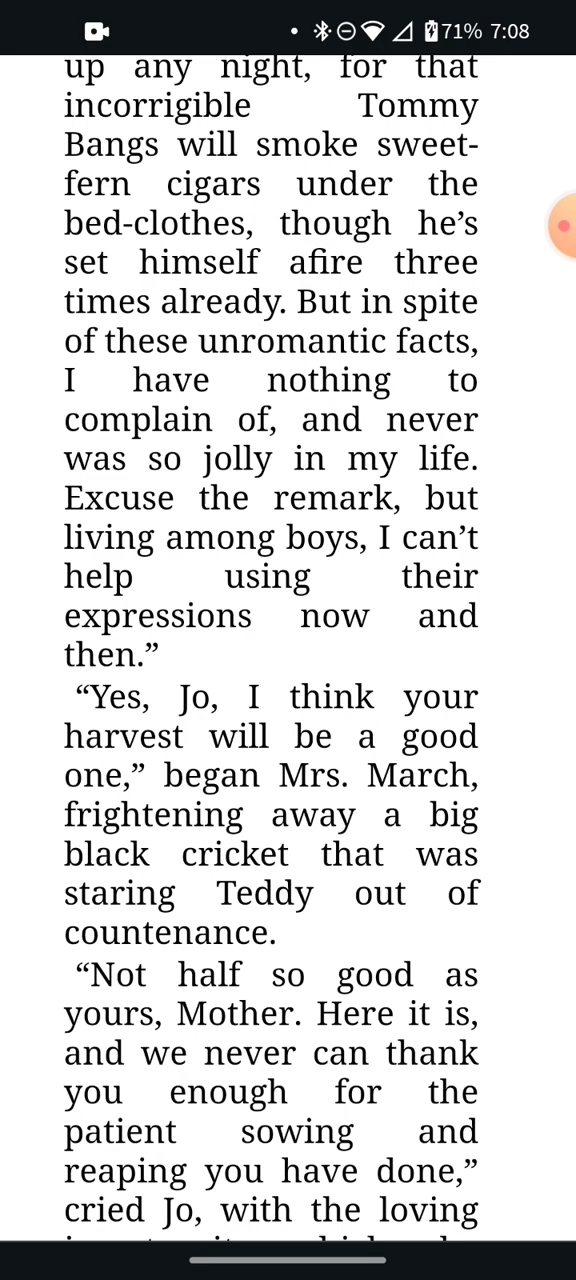 71% 7:08
up any night, for that
incorrigible Tommy
Bangs will smoke sweet-
fern cigars under the
bed-clothes, though he’s
set himself afire three
times already. But in spite
of these unromantic facts,
I have nothing to
complain of, and never
was so jolly in my life.
Excuse the remark, but
living among boys, I can’t
help using their
expressions now and
then.”
“Yes, Jo, I think your
harvest will be a good
one,” began Mrs. March,
frightening away a big
black cricket that was
staring Teddy out of
countenance.
“Not half so good as
yours, Mother. Here it is,
and we never can thank
you enough for the
patient sowing and
reaping you have done,”
cried Jo, with the loving